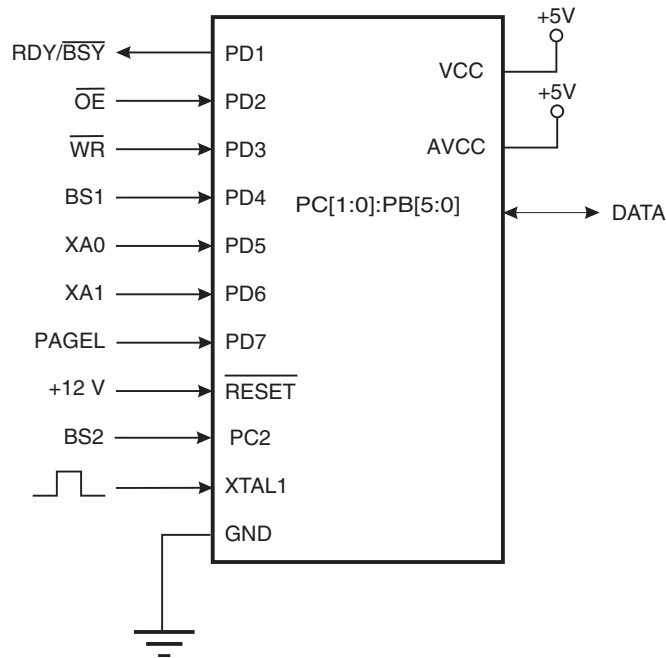 +5V
RDY/BSY PD1
VCC
OE PD2
+5V
WR PD3
AVCC
BS1 PD4
PC[1:0]:PB[5:0]
DATA
XA0 PD5
XA1 PD6
PAGEL PD7
+12 V RESET
BS2 PC2
XTAL1
GND